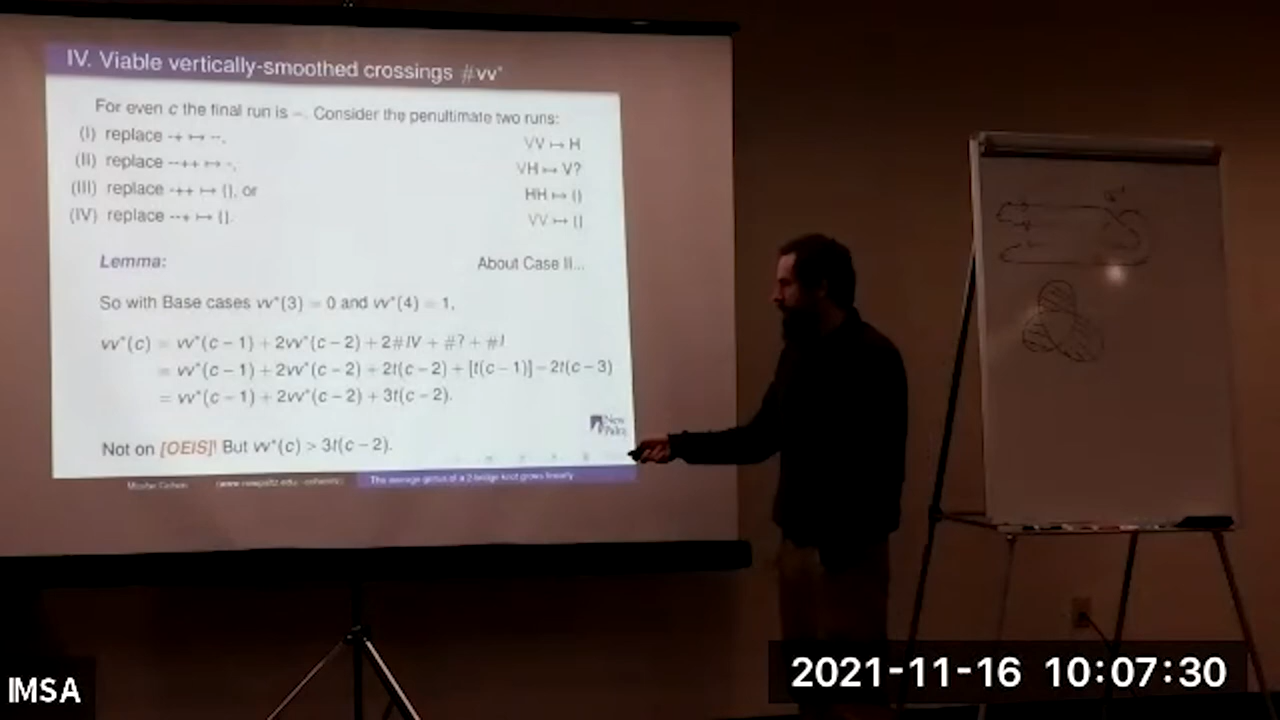 IV. Viable vertically-smoothed crossings #vv*
For even c the final run is –. Consider the penultimate two runs:
(I) replace -+ ↦ --, VV ↦ H
(II) replace --++ ↦ -, VH ↦ V?
(III) replace -++ ↦ {}, or HH ↦ {}
(IV) replace --+ ↦ {}. VV ↦ {}
Lemma: About Case II...
So with Base cases vv*(3) = 0 and vv*(4) = 1,
vv*(c) = vv*(c − 1) + 2vv*(c − 2) + 2#IV + #? + #!
= vv*(c − 1) + 2vv*(c − 2) + 2t(c − 2) + [t(c − 1)] − 2t(c − 3)
= vv*(c − 1) + 2vv*(c − 2) + 3t(c − 2).
Not on [OEIS]! But vv*(c) > 3t(c − 2).
New
Paltz
Moshe Cohen The average genus of a 2-bridge knot grows linearly
IMSA
2021-11-16 10:07:30